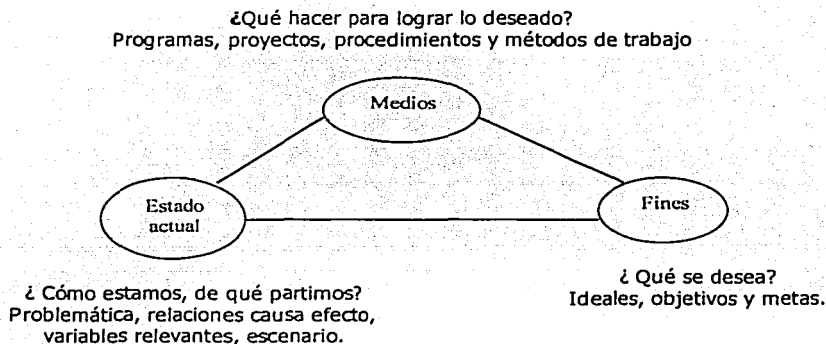 ¿Qué hacer para lograr lo deseado?
Programas, proyectos, procedimientos y métodos de trabajo
Medios
Estado
actual
Fines
¿ Cómo estamos, de qué partimos?
Problemática, relaciones causa efecto,
variables relevantes, escenario.
¿ Qué se desea?
Ideales, objetivos y metas.